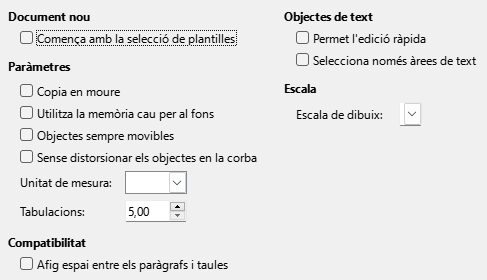 Document nou
Comença amb la selecció de plantilles
Paràmetres
Copia en moure
Utilitza la memòria cau per al fons
Objectes sempre movibles
Sense distorsionar els objectes en la corba
Unitat de mesura:
Tabulacions: 5,00
Compatibilitat
Afig espai entre els paràgrafs i taules
Objectes de text
Permet l'edició ràpida
Selecciona només àrees de text
Escala
Escala de dibuix: